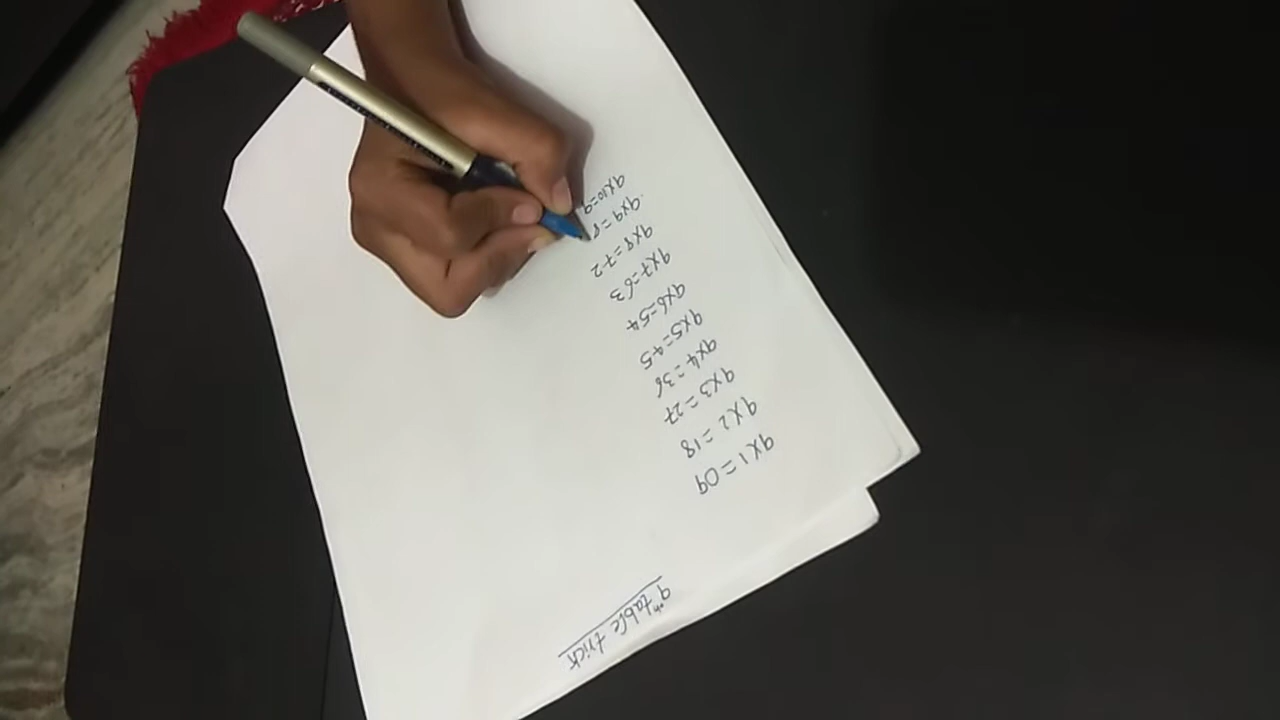 9th table trick
9x1=09
9x2=18
9x3=27
9x4=36
9x5=45
9x6=54
9x7=63
9x8=72
9x9=8
9x10=9